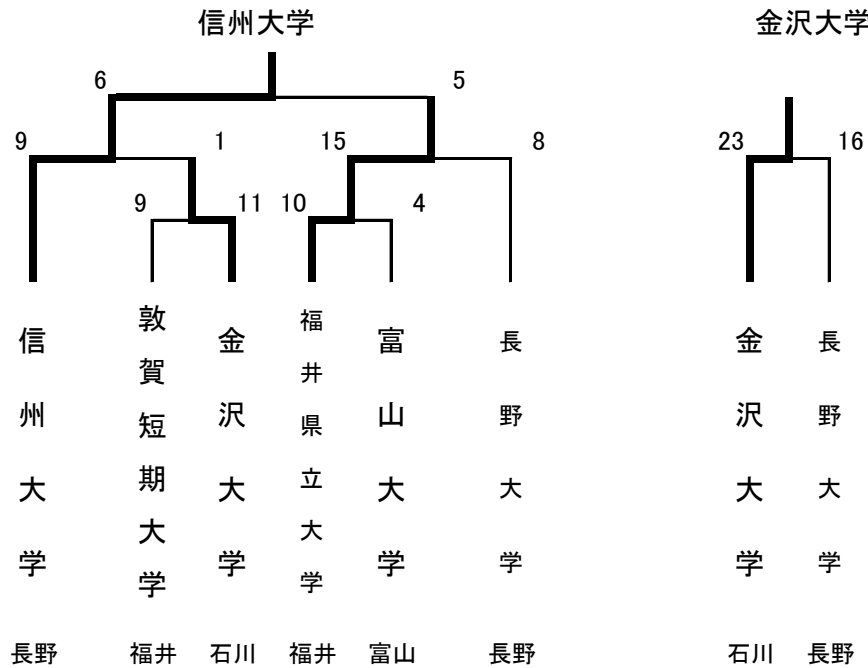 信州大学 金沢大学
6 5
9 1 15 8 23 16
9 11 10 4
信州大学 敦賀短期大学 金沢大学 福井県立大学 富山大学 長野大学 金沢大学 長野大学
長野 福井 石川 福井 富山 長野 石川 長野